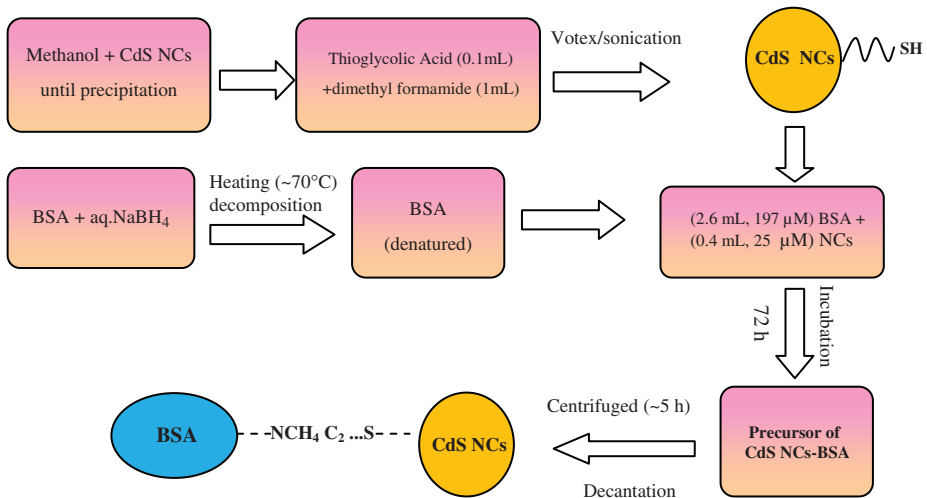 Methanol + CdS NCs
until precipitation
Thioglycolic Acid (0.1mL)
+dimethyl formamide (1mL)
Votex/sonication
CdS NCs
SH
BSA + aq.NaBH4
Heating (~70°C)
decomposition
BSA
(denatured)
(2.6 mL, 197 µM) BSA +
(0.4 mL, 25 µM) NCs
Incubation
72 h
Precursor of
CdS NCs-BSA
Centrifuged (~5 h)
Decantation
CdS NCs
NCH4 C2 ...S
BSA